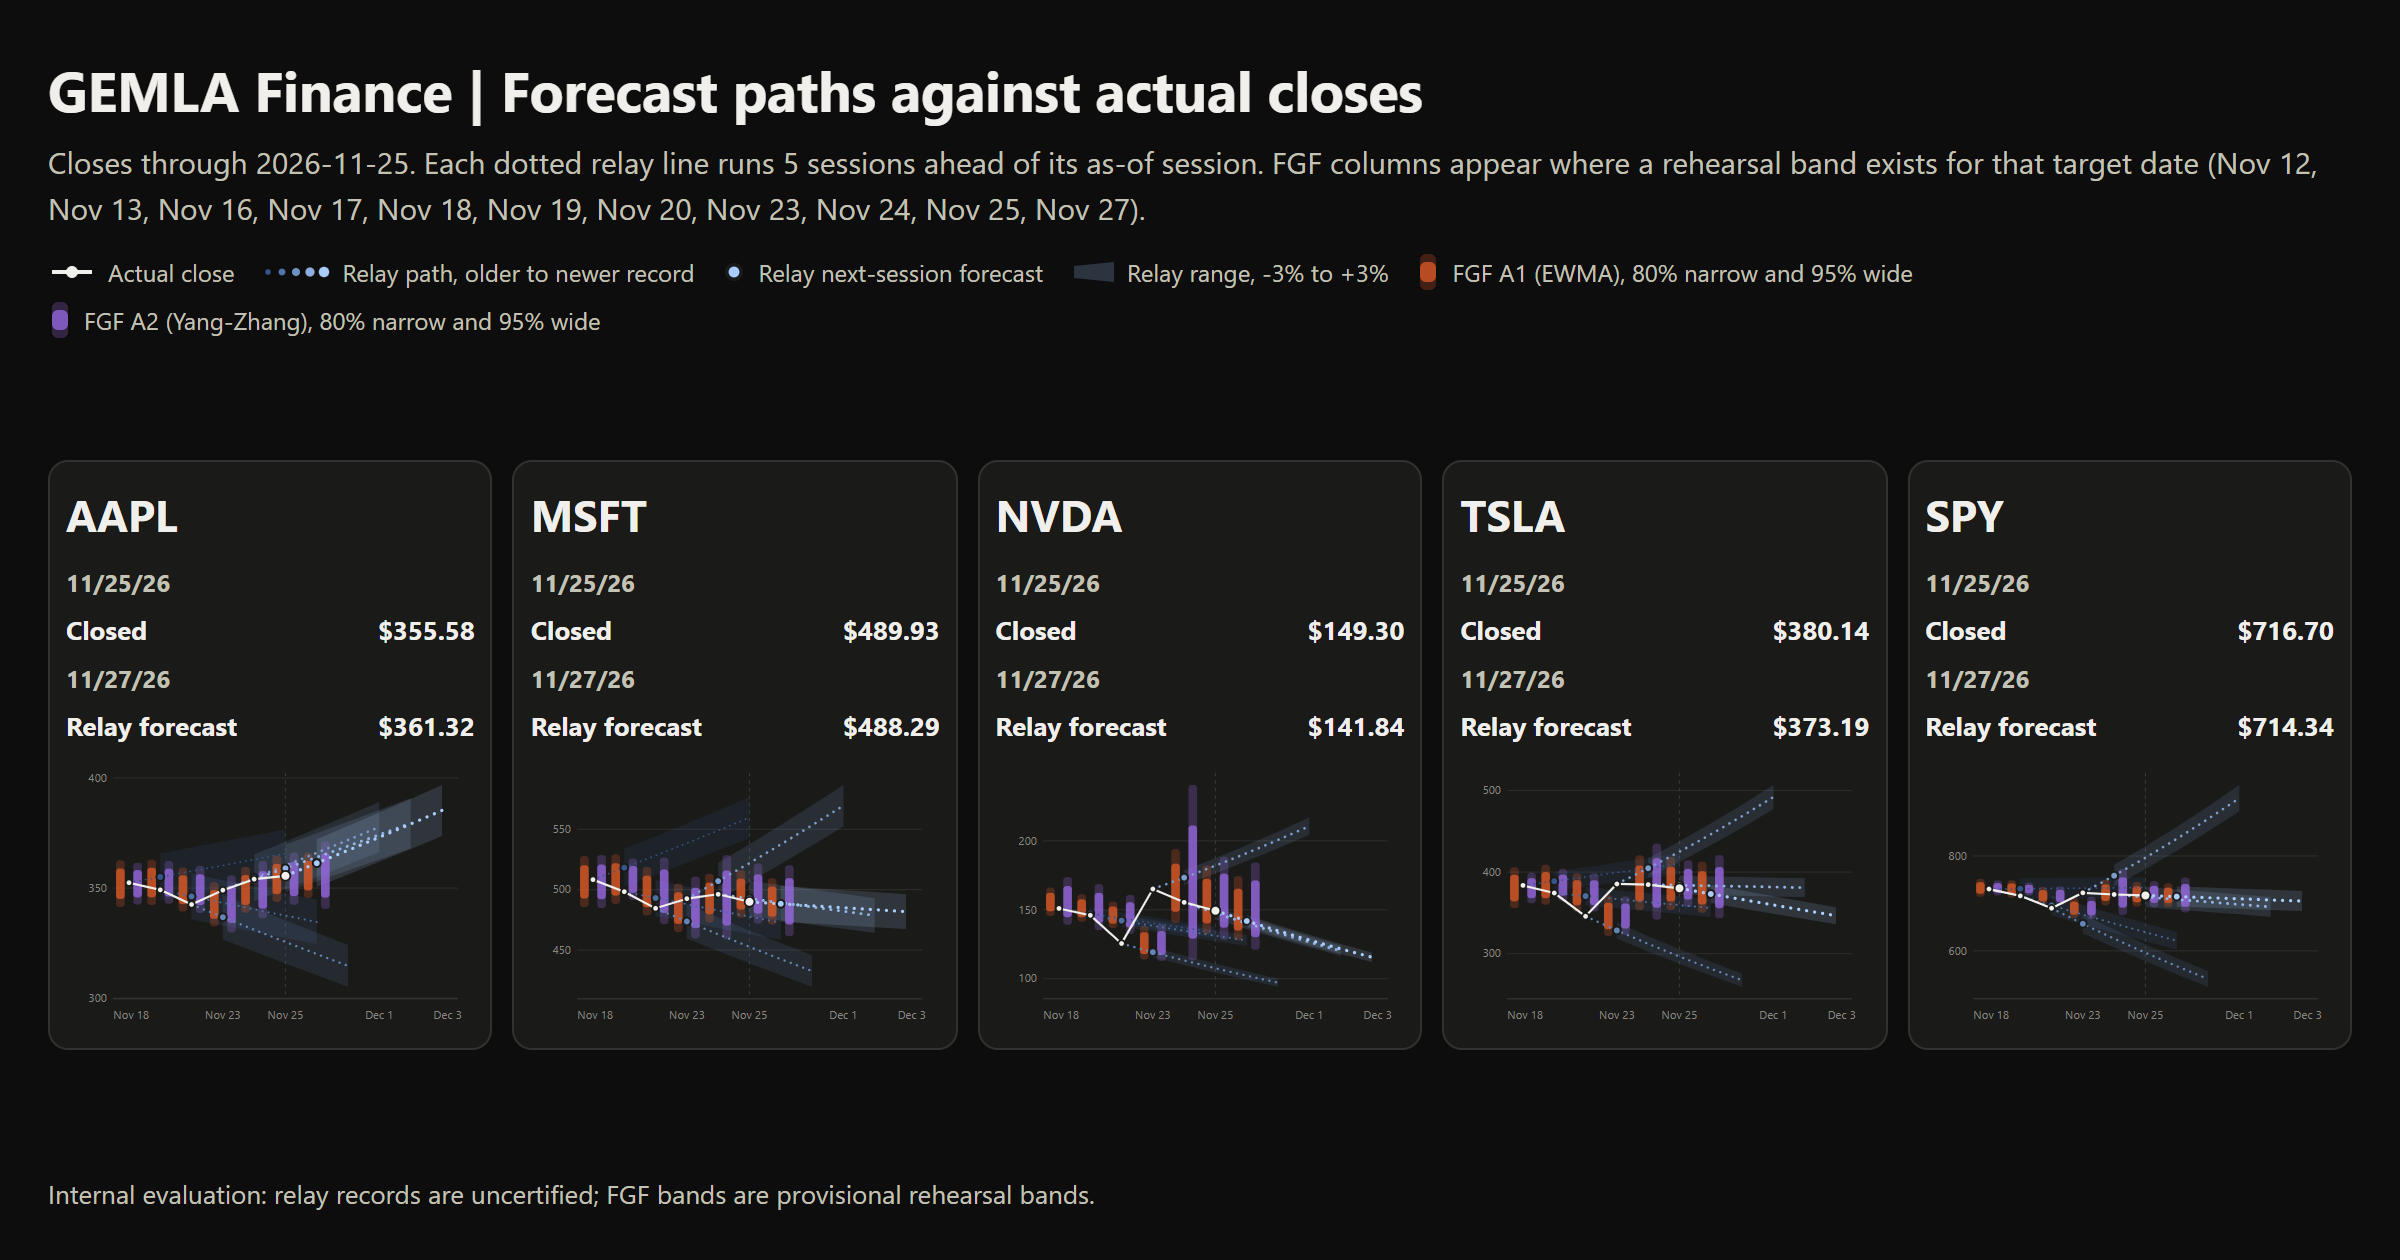 GEMLA Finance | Forecast paths against actual closes
Closes through 2026-11-25. Each dotted relay line runs 5 sessions ahead of its as-of session. FGF columns appear where a rehearsal band exists for that target date (Nov 12,
Nov 13, Nov 16, Nov 17, Nov 18, Nov 19, Nov 20, Nov 23, Nov 24, Nov 25, Nov 27).
Actual close
Relay path, older to newer record
Relay next-session forecast
Relay range, -3% to +3%
FGF A1 (EWMA), 80% narrow and 95% wide
FGF A2 (Yang-Zhang), 80% narrow and 95% wide
AAPL
11/25/26
Closed $355.58
11/27/26
Relay forecast $361.32
400
350
300
Nov 18 Nov 23 Nov 25 Dec 1 Dec 3
MSFT
11/25/26
Closed $489.93
11/27/26
Relay forecast $488.29
550
500
450
Nov 18 Nov 23 Nov 25 Dec 1 Dec 3
NVDA
11/25/26
Closed $149.30
11/27/26
Relay forecast $141.84
200
150
100
Nov 18 Nov 23 Nov 25 Dec 1 Dec 3
TSLA
11/25/26
Closed $380.14
11/27/26
Relay forecast $373.19
500
400
300
Nov 18 Nov 23 Nov 25 Dec 1 Dec 3
SPY
11/25/26
Closed $716.70
11/27/26
Relay forecast $714.34
800
600
Nov 18 Nov 23 Nov 25 Dec 1 Dec 3
Internal evaluation: relay records are uncertified; FGF bands are provisional rehearsal bands.